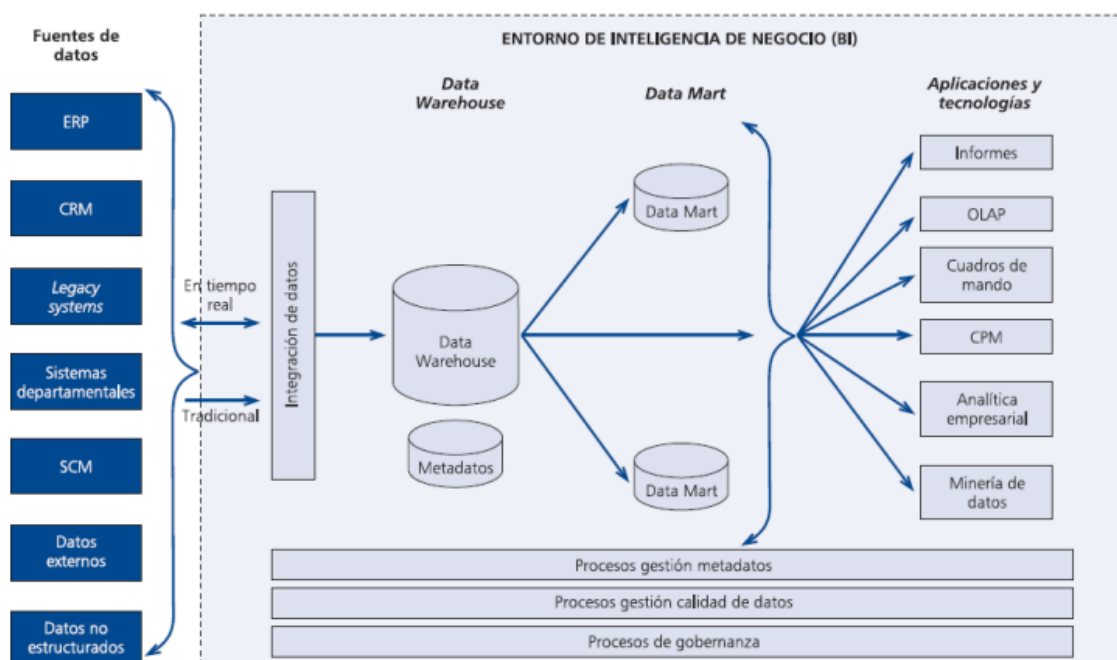 Fuentes de
datos
ERP
CRM
Legacy
systems
Sistemas
departamentales
SCM
Datos
externos
Datos no
estructurados
ENTORNO DE INTELIGENCIA DE NEGOCIO (BI)
En tiempo
real
Tradicional
Integración de datos
Data
Warehouse
Data
Warehouse
Metadatos
Data Mart
Data Mart
Data Mart
Aplicaciones y
tecnologías
Informes
OLAP
Cuadros de
mando
CPM
Analítica
empresarial
Minería de
datos
Procesos gestión metadatos
Procesos gestión calidad de datos
Procesos de gobernanza